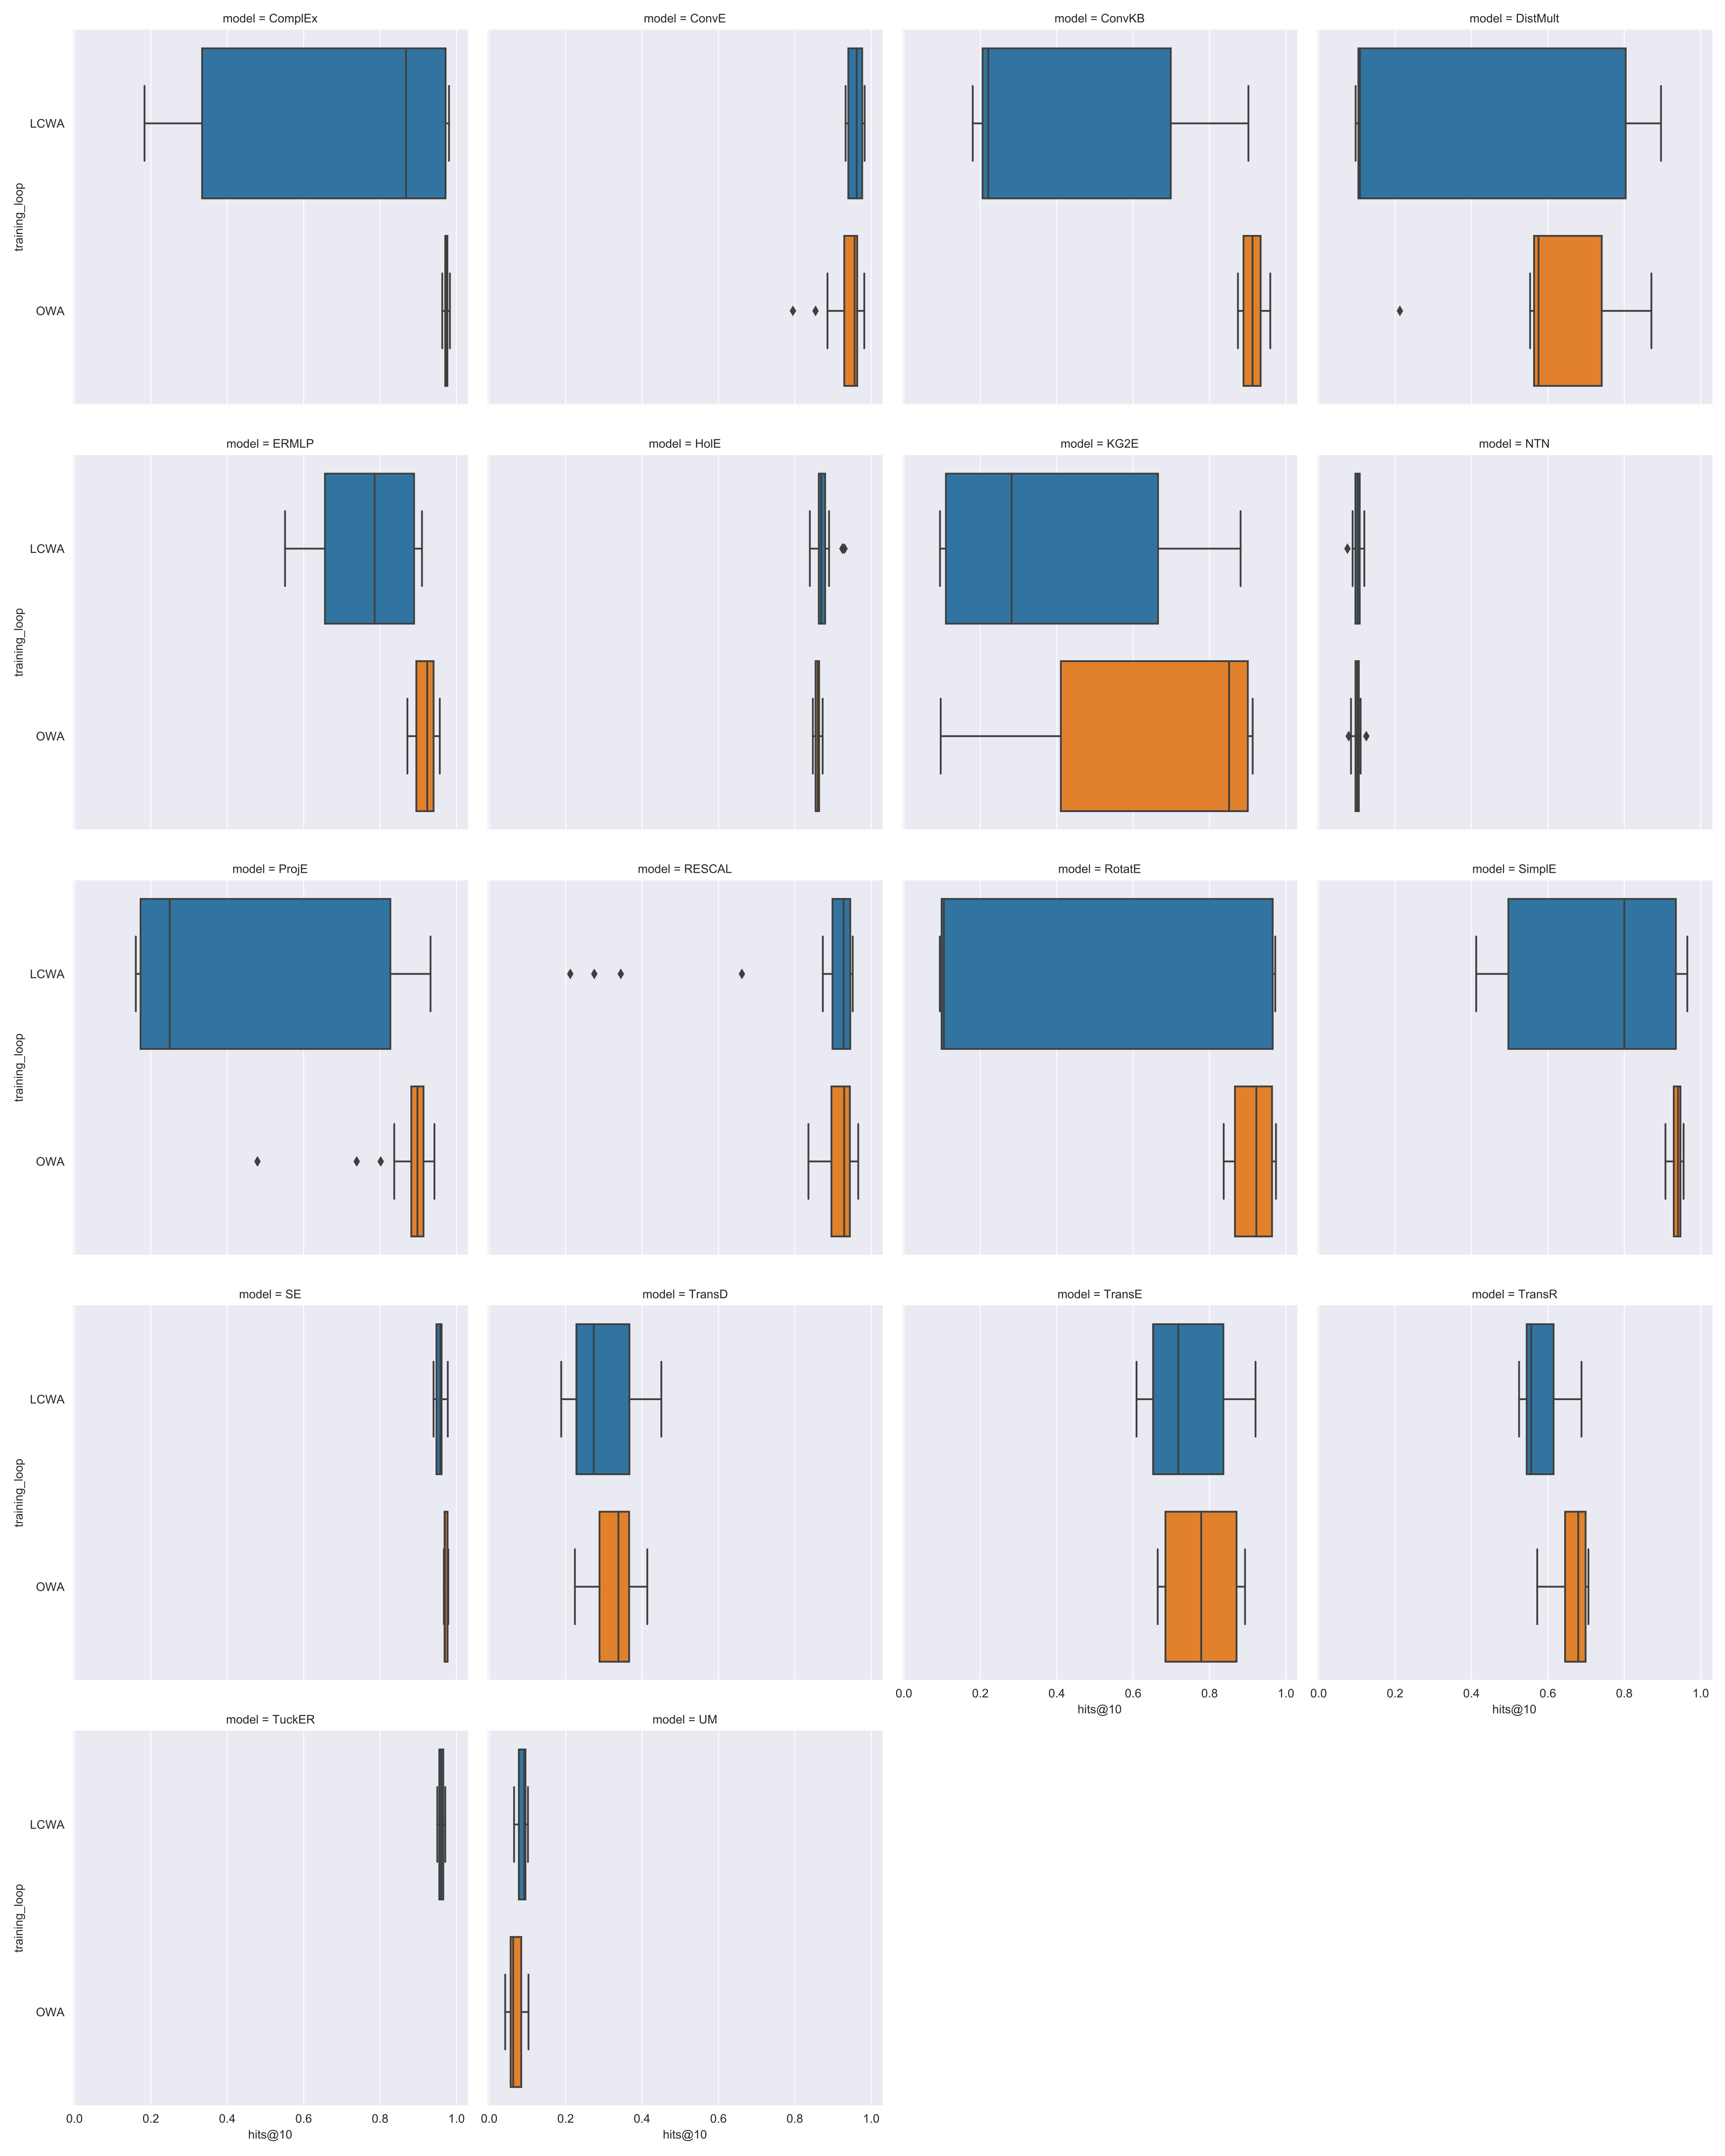 model = ComplEx
model = ConvE
model = ConvKB
model = DistMult
LCWA
OWA
training_loop
model = ERMLP
model = HolE
model = KG2E
model = NTN
LCWA
OWA
training_loop
model = ProjE
model = RESCAL
model = RotatE
model = SimplE
LCWA
OWA
training_loop
model = SE
model = TransD
model = TransE
model = TransR
LCWA
OWA
training_loop
0.0 0.2 0.4 0.6 0.8 1.0
hits@10
0.0 0.2 0.4 0.6 0.8 1.0
hits@10
model = TuckER
model = UM
LCWA
OWA
training_loop
0.0 0.2 0.4 0.6 0.8 1.0
hits@10
0.0 0.2 0.4 0.6 0.8 1.0
hits@10